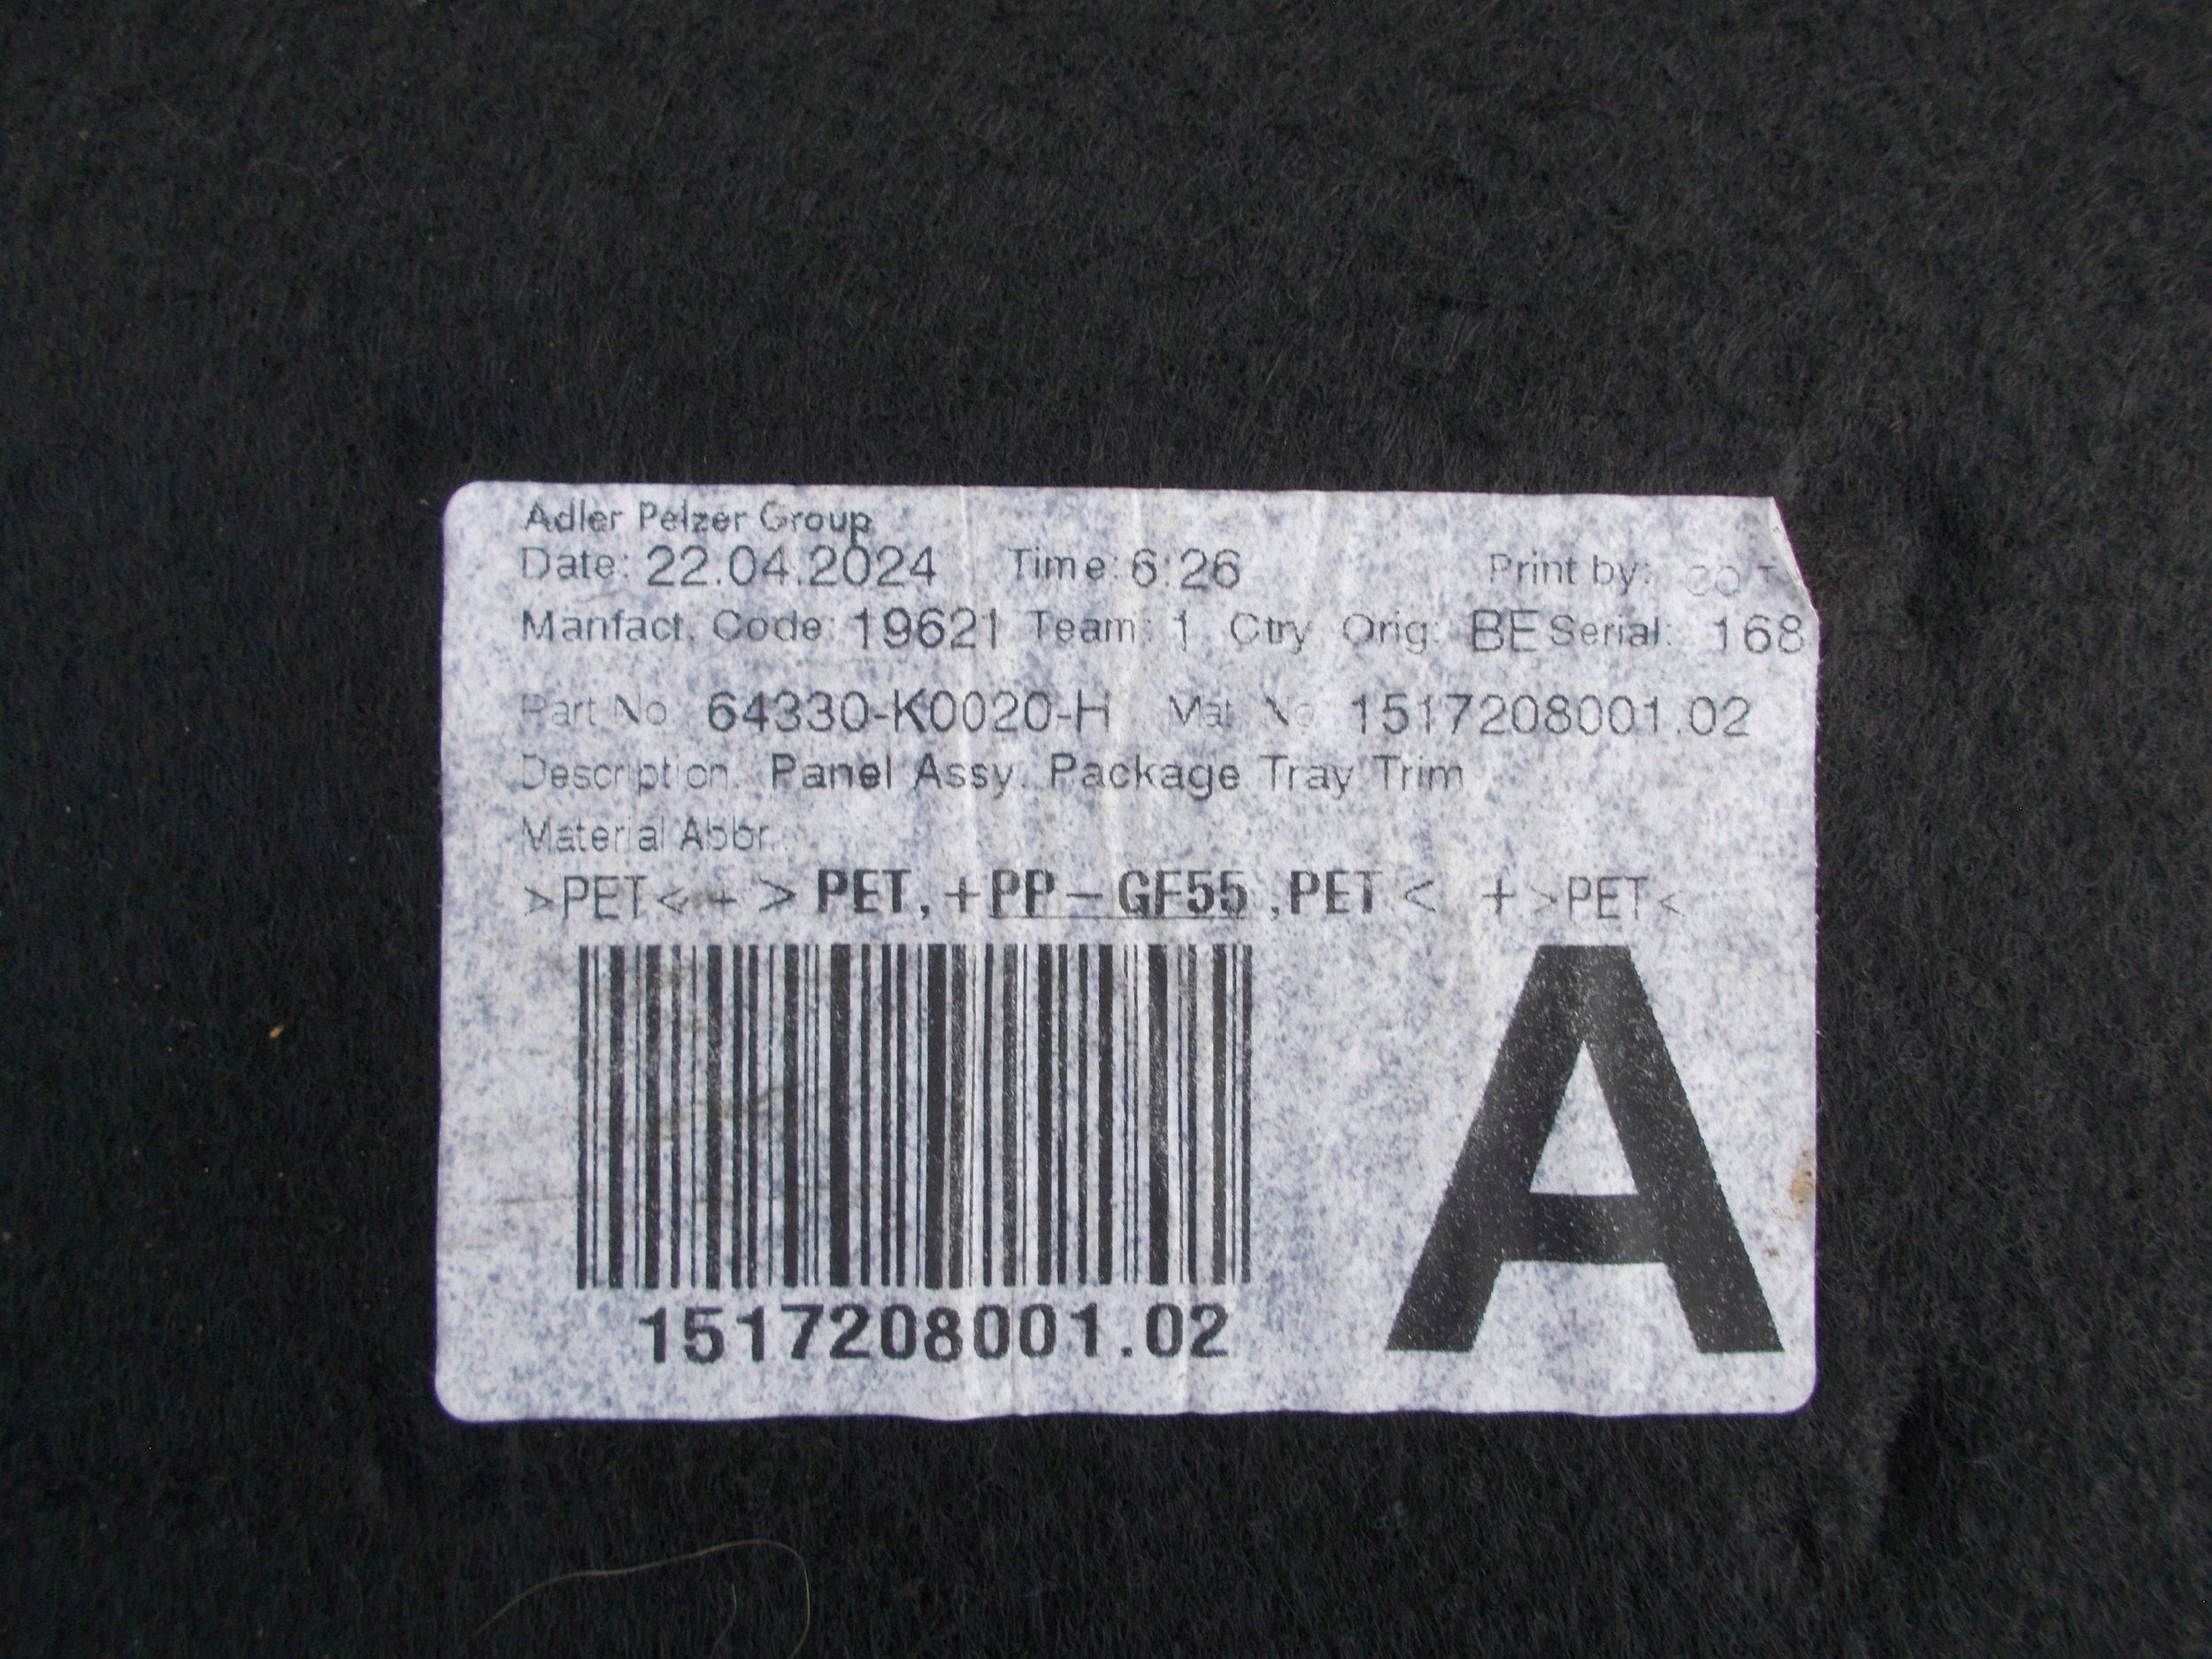 Adler Pelzer Group
Date: 22.04.2024 Time: 6:26 Print by:
Manfact. Code: 19621 Team: 1 Ctry Orig: BE Serial: 168
Part No 64330-K0020-H Mat No 1517208001.02
Description: Panel Assy. Package Tray Trim
Material Abbr.:
>PET< + > PET, +PP-GF55 ,PET < + >PET<
1517208001.02
A